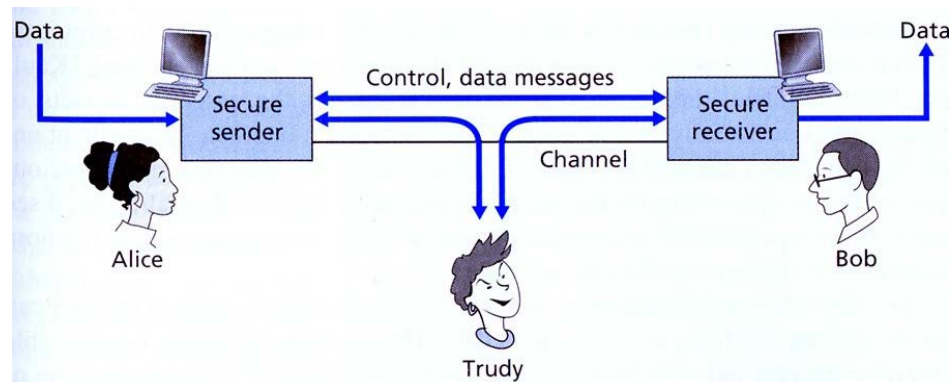 Data
Data
Control, data messages
Secure
sender
Secure
receiver
Channel
Alice
Bob
Trudy